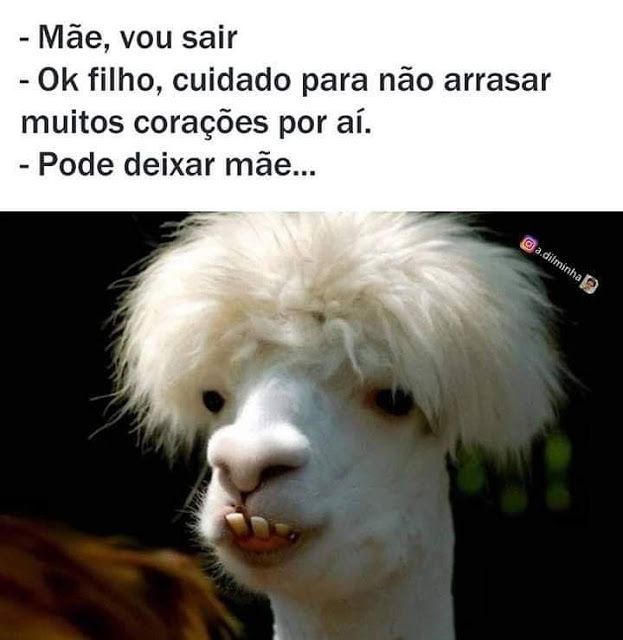 - Mãe, vou sair
- Ok filho, cuidado para não arrasar
muitos corações por aí.
- Pode deixar mãe...
a.dilminha